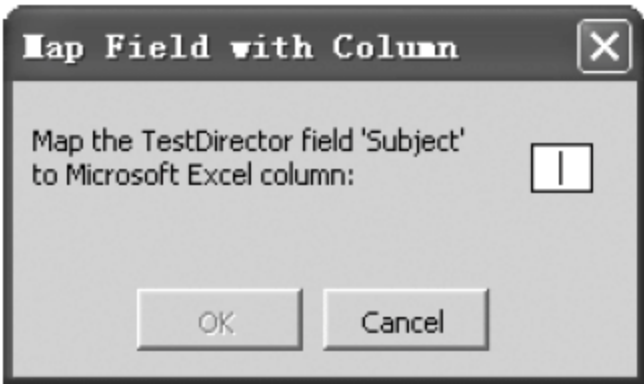 Map Field with Column
Map the TestDirector field 'Subject'
to Microsoft Excel column:
OK
Cancel